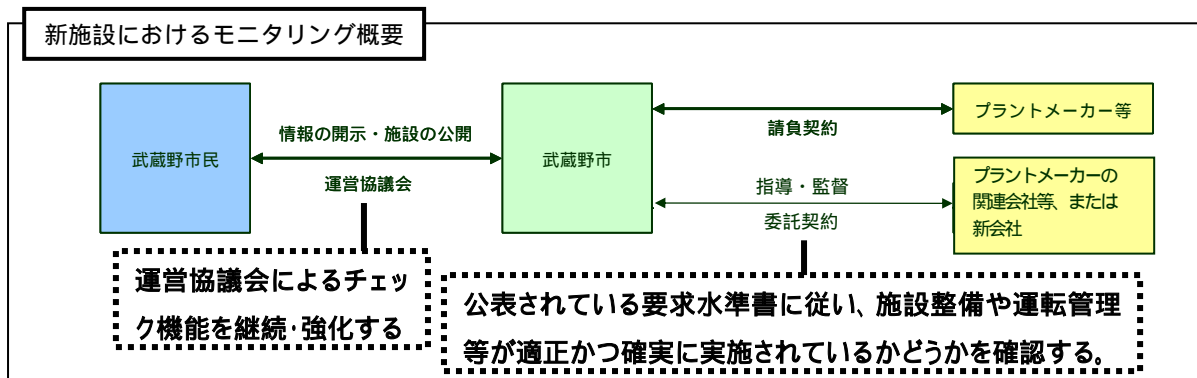 新施設におけるモニタリング概要
武蔵野市民
情報の開示・施設の公開
運営協議会
武蔵野市
請負契約
プラントメーカー等
指導・監督
委託契約
プラントメーカーの
関連会社等、または
新会社
運営協議会によるチェッ
ク機能を継続・強化する
公表されている要求水準書に従い、施設整備や運転管理
等が適正かつ確実に実施されているかどうかを確認する。